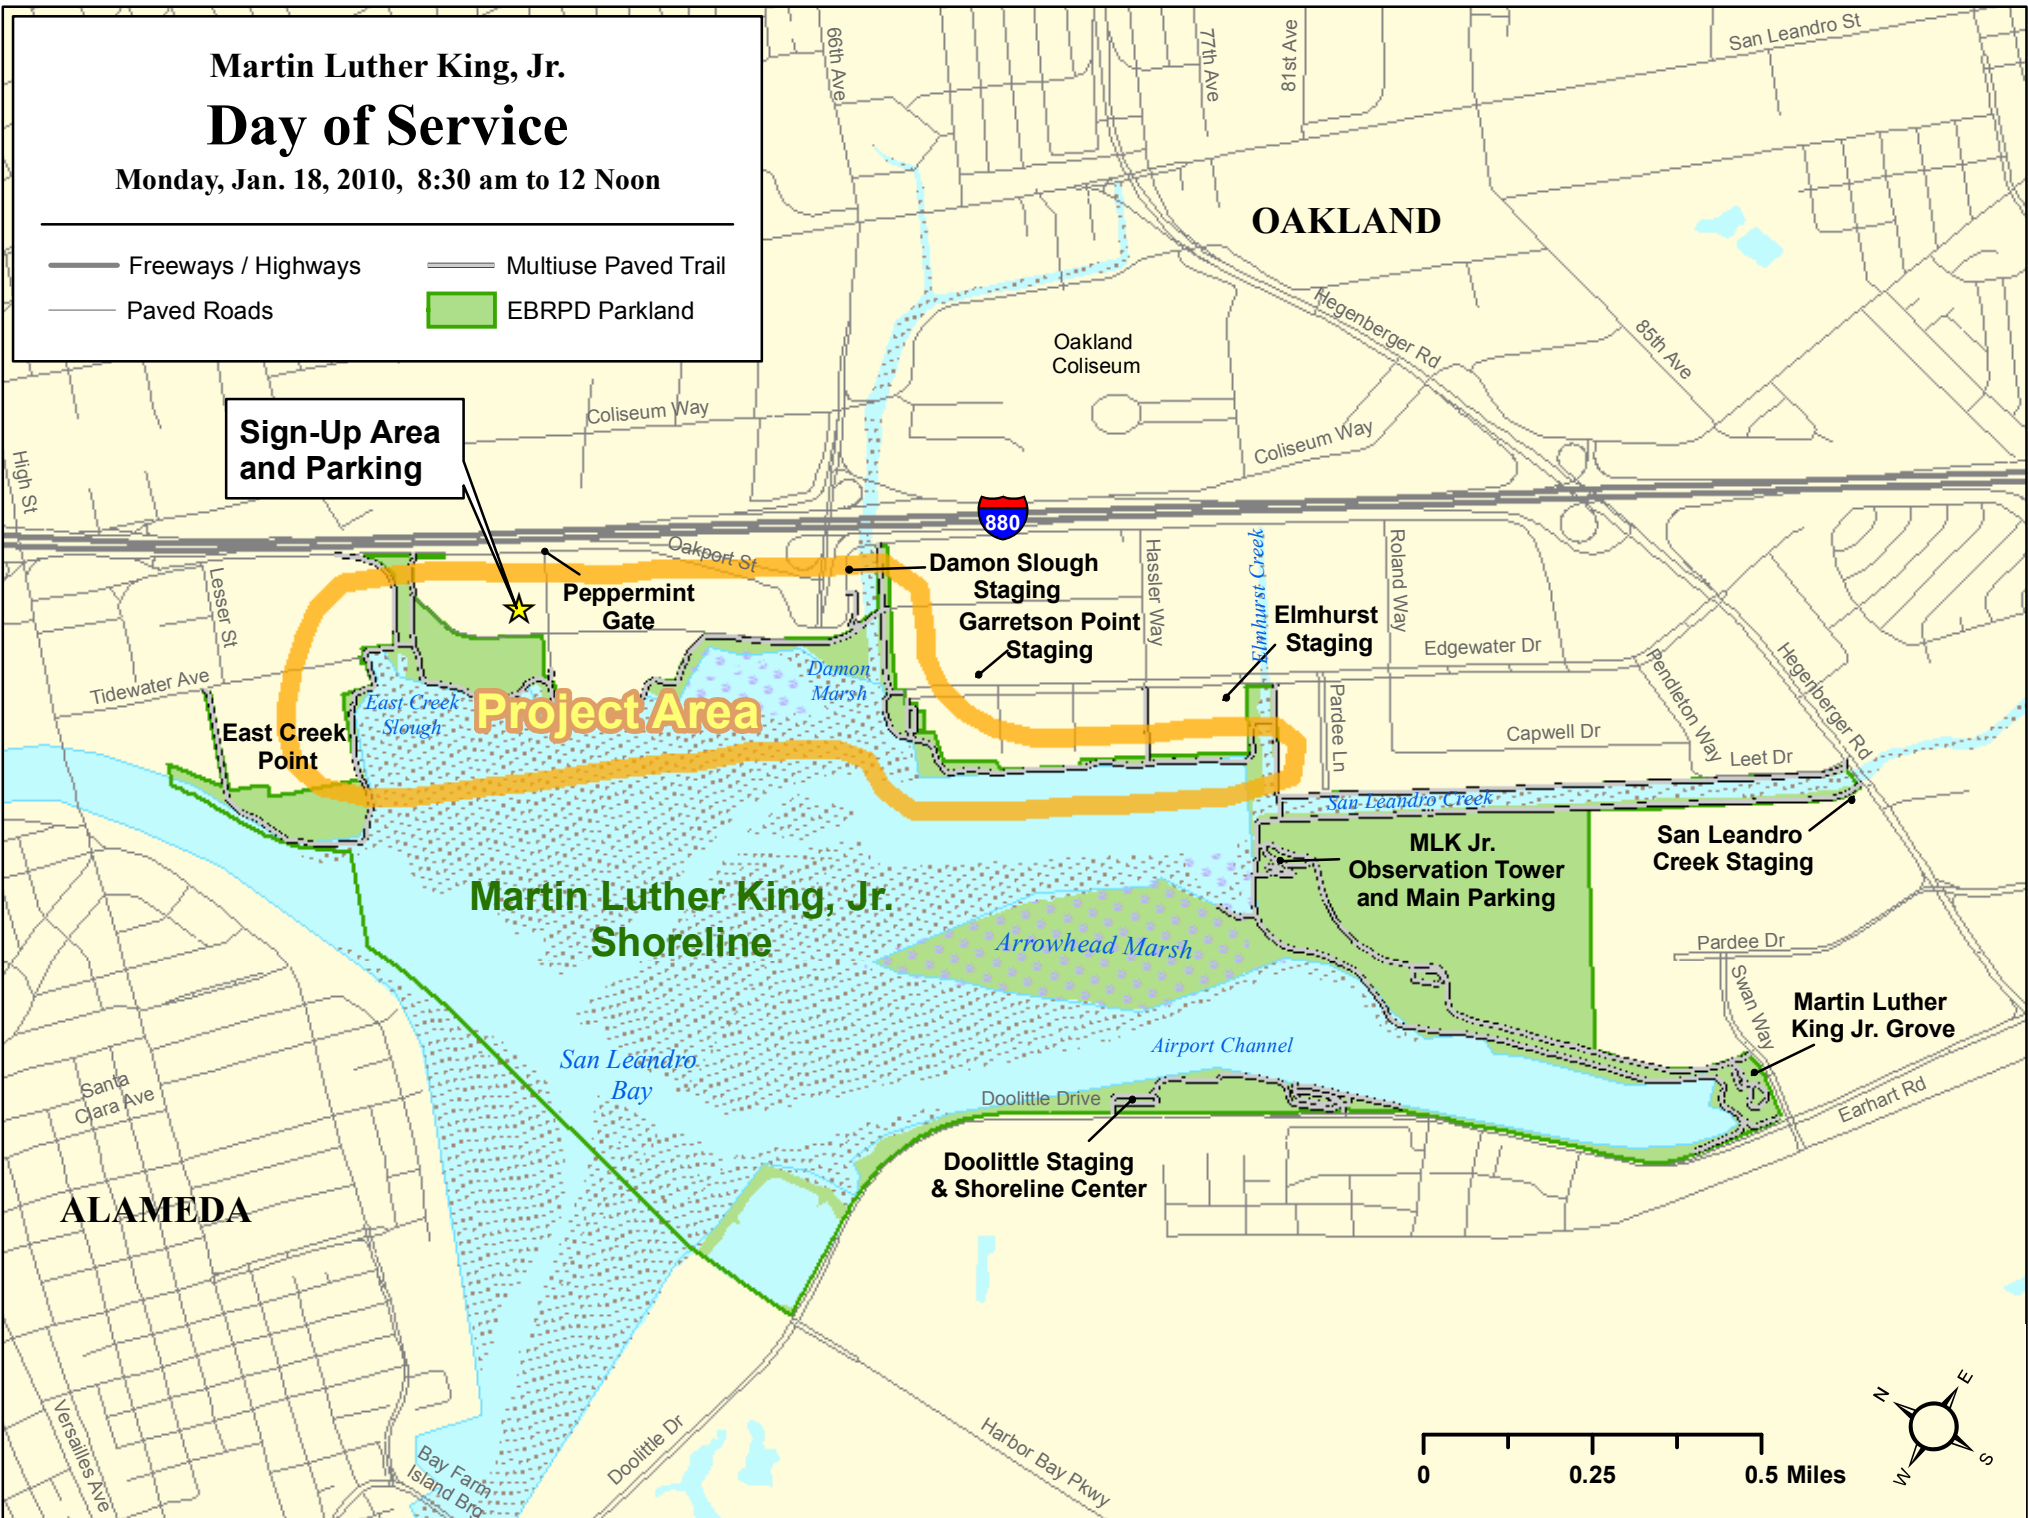 Martin Luther King, Jr.
Day of Service
Monday, Jan. 18, 2010, 8:30 am to 12 Noon
Freeways / Highways
Multiuse Paved Trail
Paved Roads
EBRPD Parkland
66th Ave
77th Ave
81st Ave
San Leandro St
OAKLAND
Hegenberger Rd
85th Ave
Oakland
Coliseum
Coliseum Way
Coliseum Way
Sign-Up Area
and Parking
High St
880
Oakport St
Lesser St
Peppermint
Gate
Damon Slough
Staging
Garretson Point
Staging
Hassler Way
Elmhurst Creek
Elmhurst
Staging
Roland Way
Edgewater Dr
Pendleton Way
Hegenberger Rd
Tidewater Ave
East Creek
Slough
East Creek
Point
Project Area
Damon
Marsh
Pardee Ln
Capwell Dr
Leet Dr
San Leandro Creek
San Leandro
Creek Staging
MLK Jr.
Observation Tower
and Main Parking
Martin Luther King, Jr.
Shoreline
Arrowhead Marsh
Pardee Dr
Swan Way
Martin Luther
King Jr. Grove
San Leandro
Bay
Airport Channel
Doolittle Drive
Earhart Rd
Santa
Clara Ave
Doolittle Staging
& Shoreline Center
ALAMEDA
Versailles Ave
Bay Farm
Island Brg
Doolittle Dr
Harbor Bay Pkwy
0
0.25
0.5 Miles
N
E
W
S